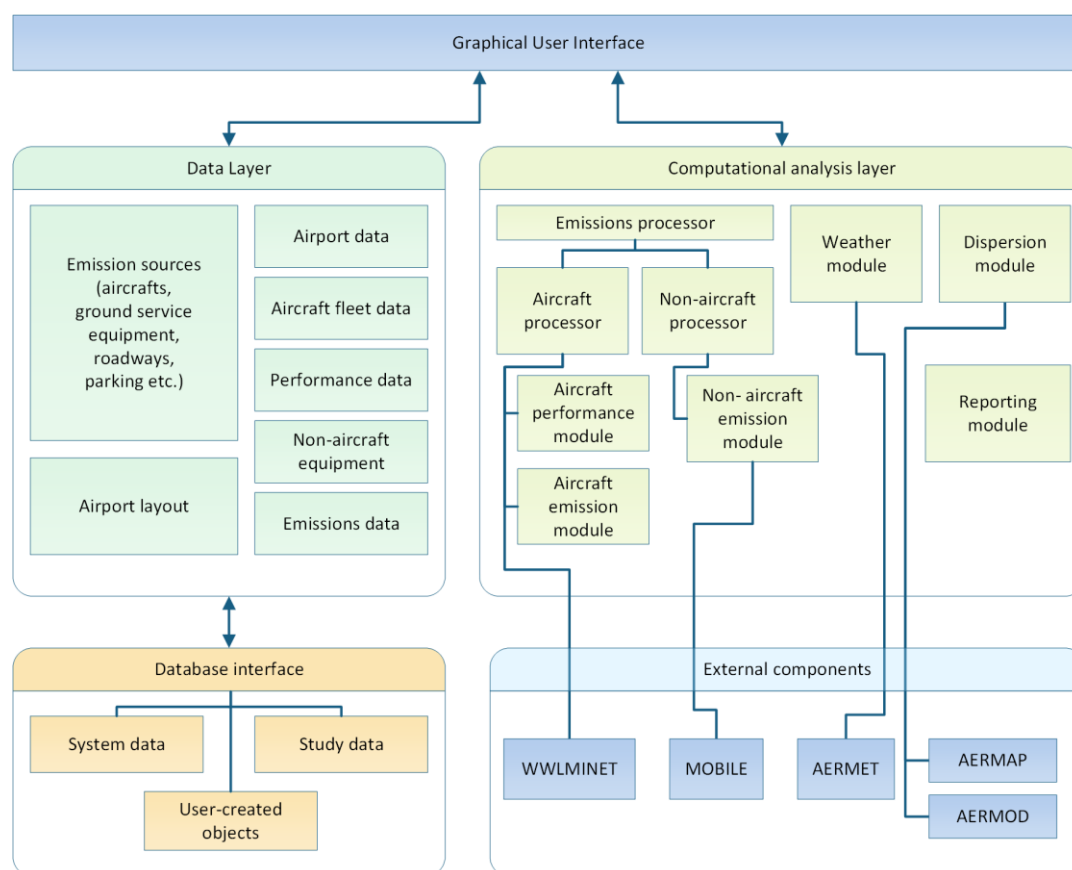 Graphical User Interface
Data Layer
Emission sources
(aircrafts,
ground service
equipment,
roadways,
parking etc.)
Airport layout
Airport data
Aircraft fleet data
Performance data
Non-aircraft
equipment
Emissions data
Computational analysis layer
Emissions processor
Aircraft
processor
Non-aircraft
processor
Aircraft
performance
module
Aircraft
emission
module
Non- aircraft
emission
module
Weather
module
Dispersion
module
Reporting
module
Database interface
System data
Study data
User-created
objects
External components
WWLMINET
MOBILE
AERMET
AERMAP
AERMOD